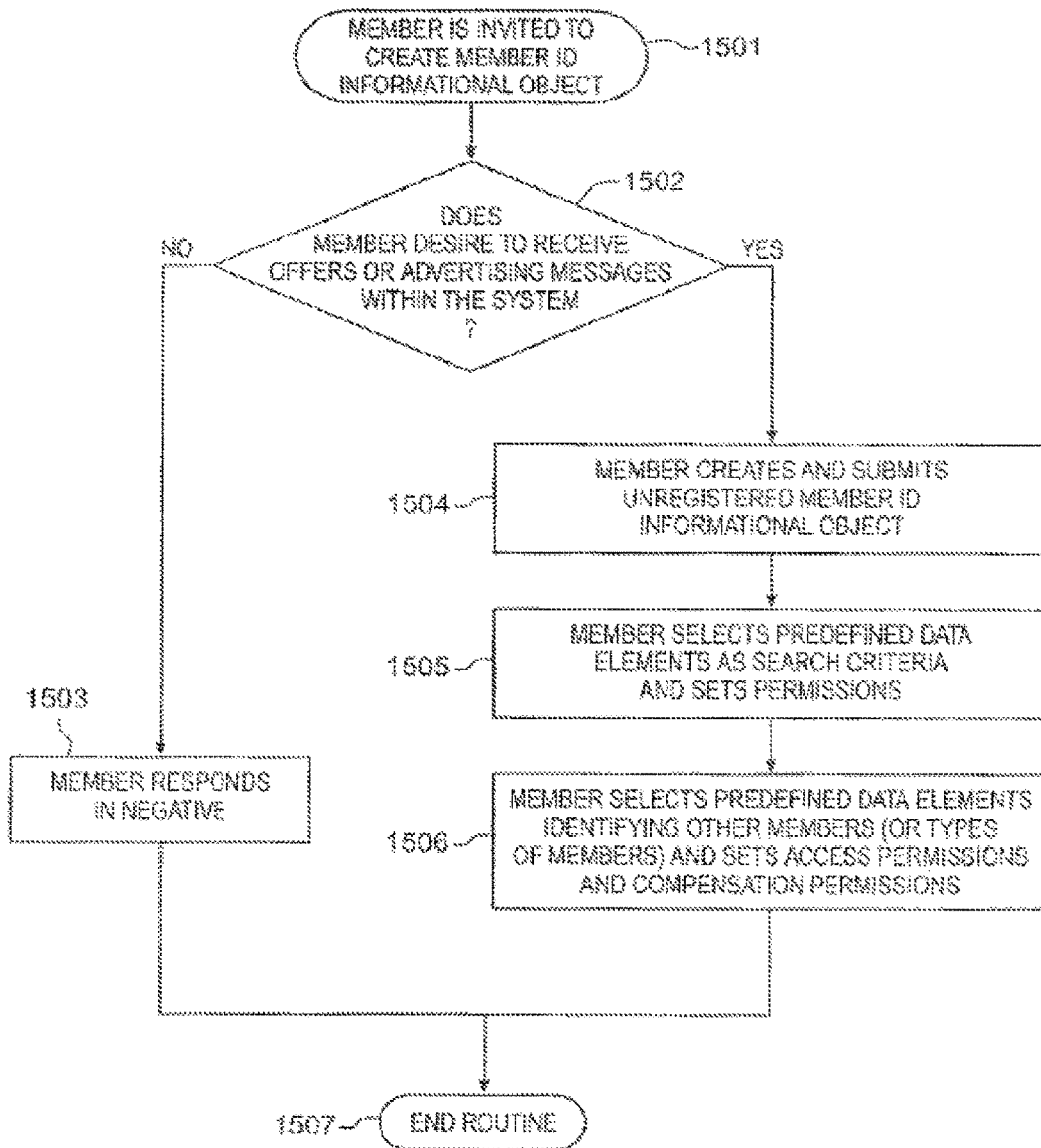 MEMBER IS INVITED TO
CREATE MEMBER ID
INFORMATIONAL OBJECT
1501
1502
DOES
MEMBER DESIRE TO RECEIVE
OFFERS OR ADVERTISING MESSAGES
WITHIN THE SYSTEM
?
NO
YES
1504
MEMBER CREATES AND SUBMITS
UNREGISTERED MEMBER ID
INFORMATIONAL OBJECT
1505
MEMBER SELECTS PREDEFINED DATA
ELEMENTS AS SEARCH CRITERIA
AND SETS PERMISSIONS
1503
MEMBER RESPONDS
IN NEGATIVE
1506
MEMBER SELECTS PREDEFINED DATA ELEMENTS
IDENTIFYING OTHER MEMBERS (OR TYPES
OF MEMBERS) AND SETS ACCESS PERMISSIONS
AND COMPENSATION PERMISSIONS
1507
END ROUTINE